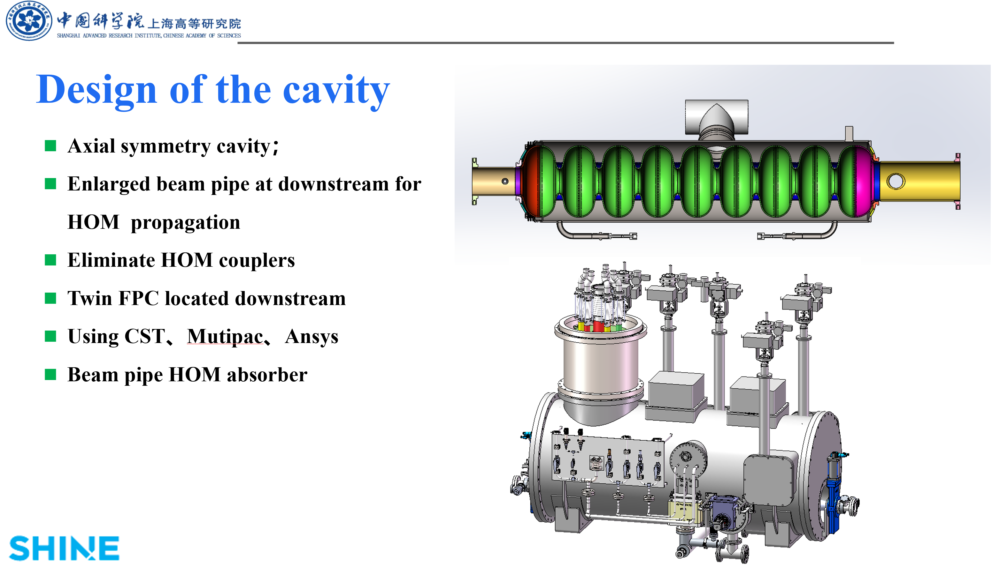 中国科学院上海高等研究院
SHANGHAI ADVANCED RESEARCH INSTITUTE, CHINESE ACADEMY OF SCIENCES
Design of the cavity
Axial symmetry cavity；
Enlarged beam pipe at downstream for
HOM propagation
Eliminate HOM couplers
Twin FPC located downstream
Using CST、Mutipac、Ansys
Beam pipe HOM absorber
SHINE